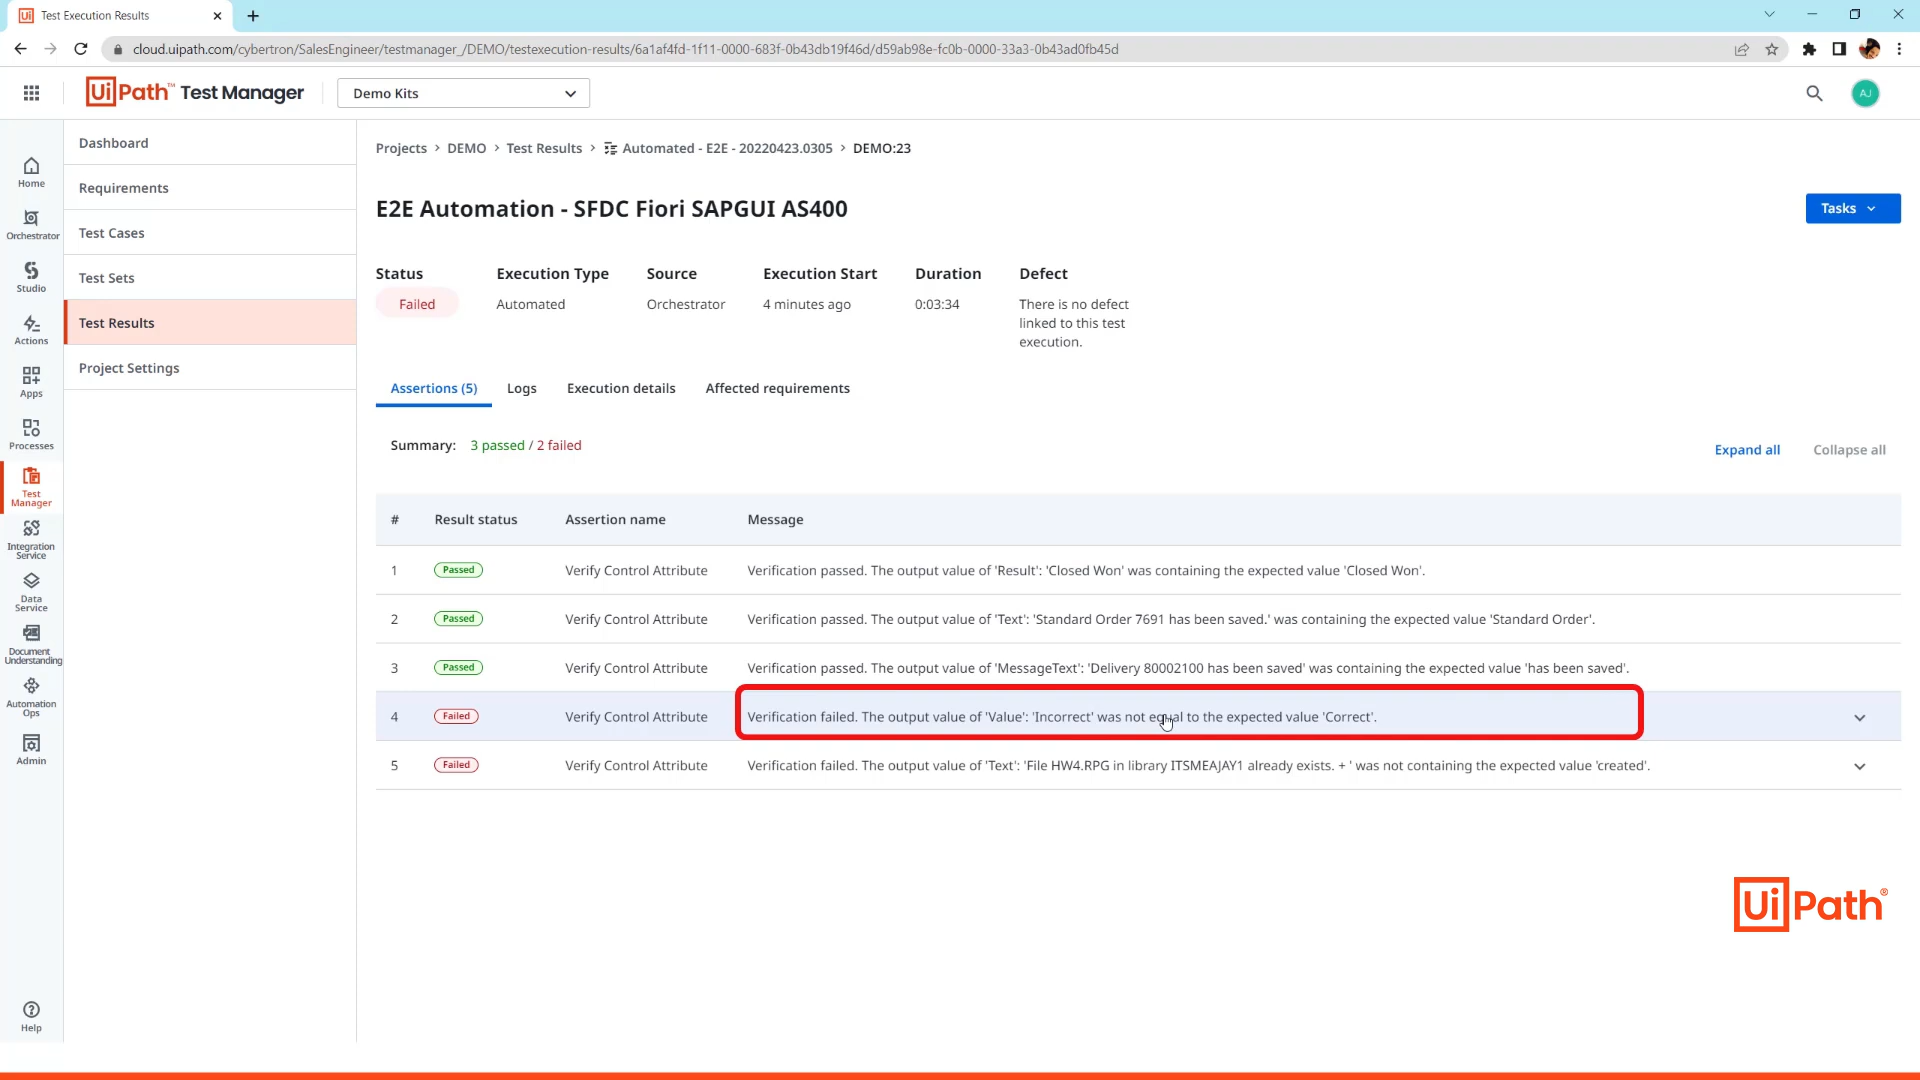 Test Execution Results
cloud.uipath.com/cybertron/SalesEngineer/testmanager_/DEMO/testexecution-results/6a1af4fd-1f11-0000-683f-0b43db19f46d/d59ab98e-fc0b-0000-33a3-0b43ad0fb45d
UiPath™ Test Manager
Demo Kits
AJ
Home
Orchestrator
Studio
Actions
Apps
Processes
Test
Manager
Integration
Service
Data
Service
Document
Understanding
Automation
Ops
Admin
Help
Dashboard
Requirements
Test Cases
Test Sets
Test Results
Project Settings
Projects > DEMO > Test Results > Automated - E2E - 20220423.0305 > DEMO:23
E2E Automation - SFDC Fiori SAPGUI AS400
Tasks
Status Execution Type Source Execution Start Duration Defect
Failed Automated Orchestrator 4 minutes ago 0:03:34 There is no defect
linked to this test
execution.
Assertions (5) Logs Execution details Affected requirements
Summary: 3 passed / 2 failed
Expand all Collapse all
# Result status Assertion name Message
1 Passed Verify Control Attribute Verification passed. The output value of 'Result': 'Closed Won' was containing the expected value 'Closed Won'.
2 Passed Verify Control Attribute Verification passed. The output value of 'Text': 'Standard Order 7691 has been saved.' was containing the expected value 'Standard Order'.
3 Passed Verify Control Attribute Verification passed. The output value of 'MessageText': 'Delivery 80002100 has been saved' was containing the expected value 'has been saved'.
4 Failed Verify Control Attribute Verification failed. The output value of 'Value': 'Incorrect' was not equal to the expected value 'Correct'.
5 Failed Verify Control Attribute Verification failed. The output value of 'Text': 'File HW4.RPG in library ITSMEAJAY1 already exists. + ' was not containing the expected value 'created'.
UiPath®